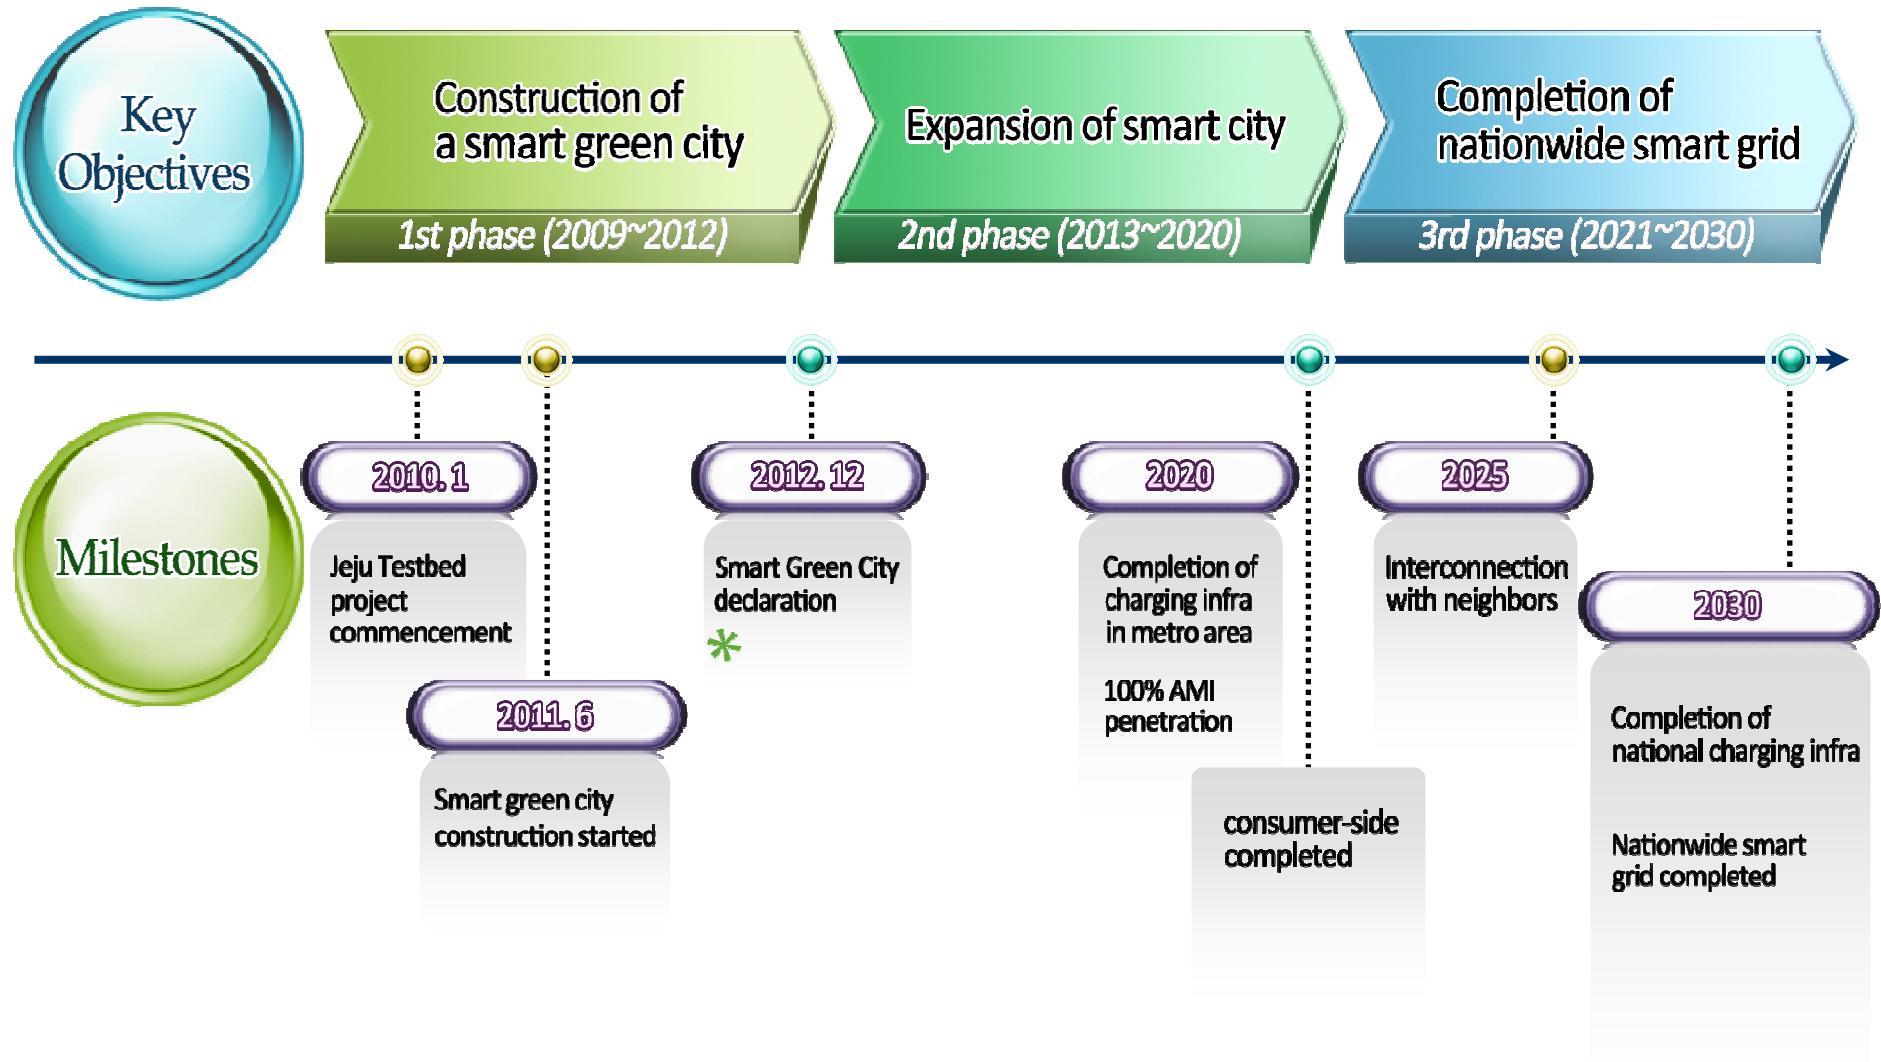 Key
Objectives
Construction of
a smart green city
1st phase (2009~2012)
Expansion of smart city
2nd phase (2013~2020)
Completion of
nationwide smart grid
3rd phase (2021~2030)
Milestones
2010. 1
Jeju Testbed
project
commencement
2011. 6
Smart green city
construction started
2012. 12
Smart Green City
declaration
*
2020
Completion of
charging infra
in metro area
100% AMI
penetration
consumer-side
completed
2025
Interconnection
with neighbors
2030
Completion of
national charging infra
Nationwide smart
grid completed